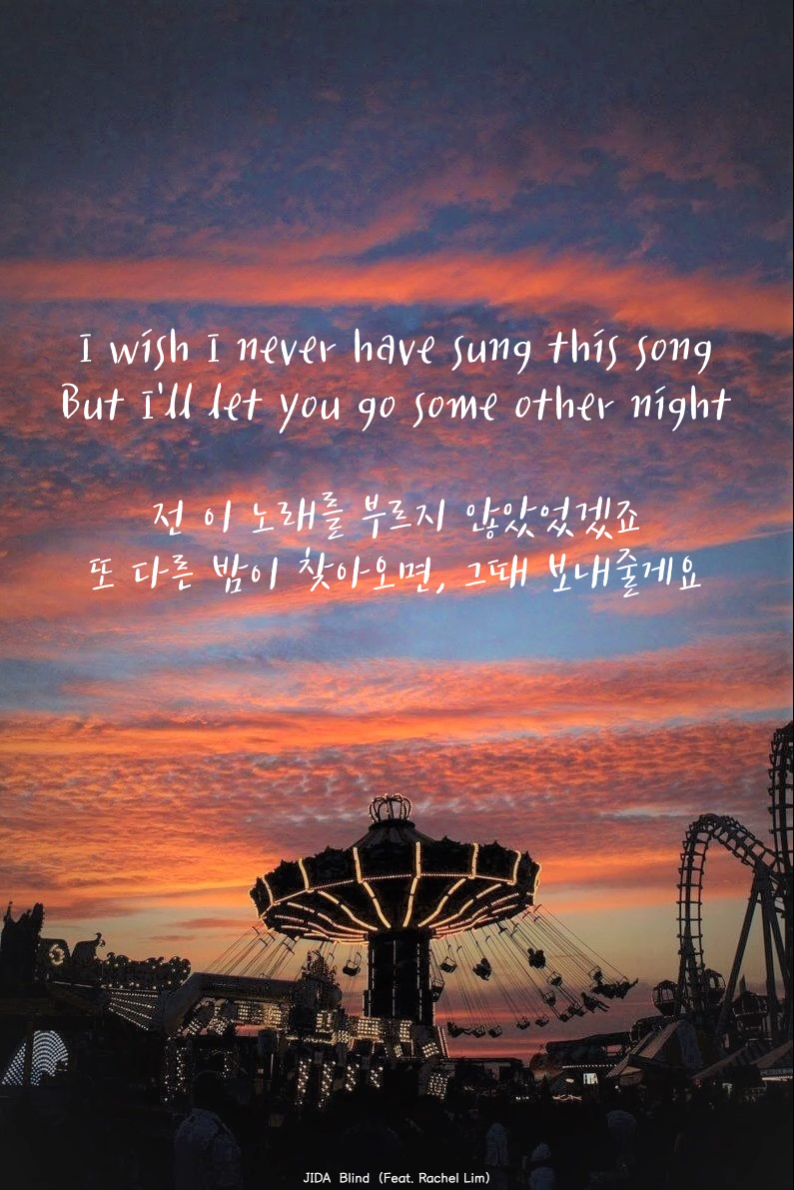 I wish I never have sung this song
But I'll let you go some other night
전 이 노래를 부르지 않았었겠죠
또 다른 밤이 찾아오면, 그때 보내줄게요
JIDA Blind (Feat. Rachel Lim)